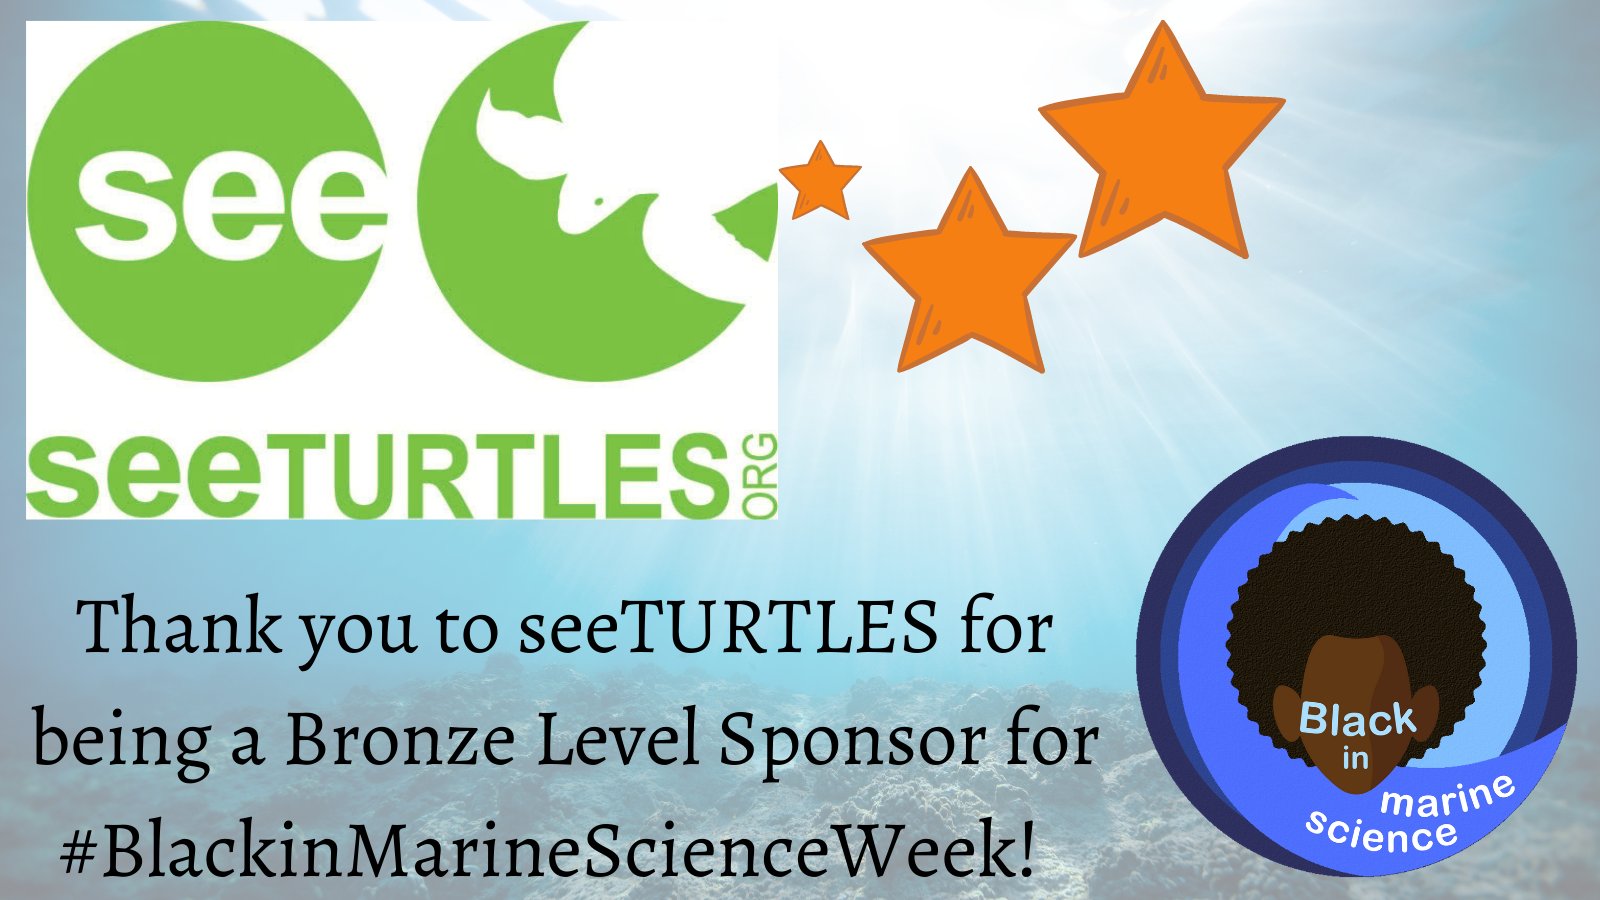 see
seeTURTLES
ORG
Thank you to seeTURTLES for
being a Bronze Level Sponsor for
#BlackinMarineScienceWeek!
Black
in
marine
science